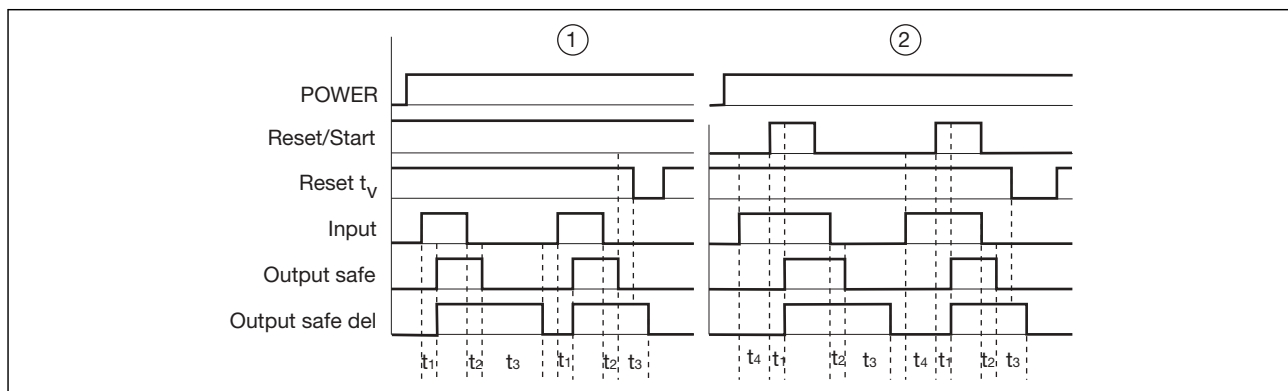 ① ②
POWER
Reset/Start
Reset tV
Input
Output safe
Output safe del
t1 t2 t3 t1 t2 t3 t4 t1 t2 t3 t4 t1 t2 t3